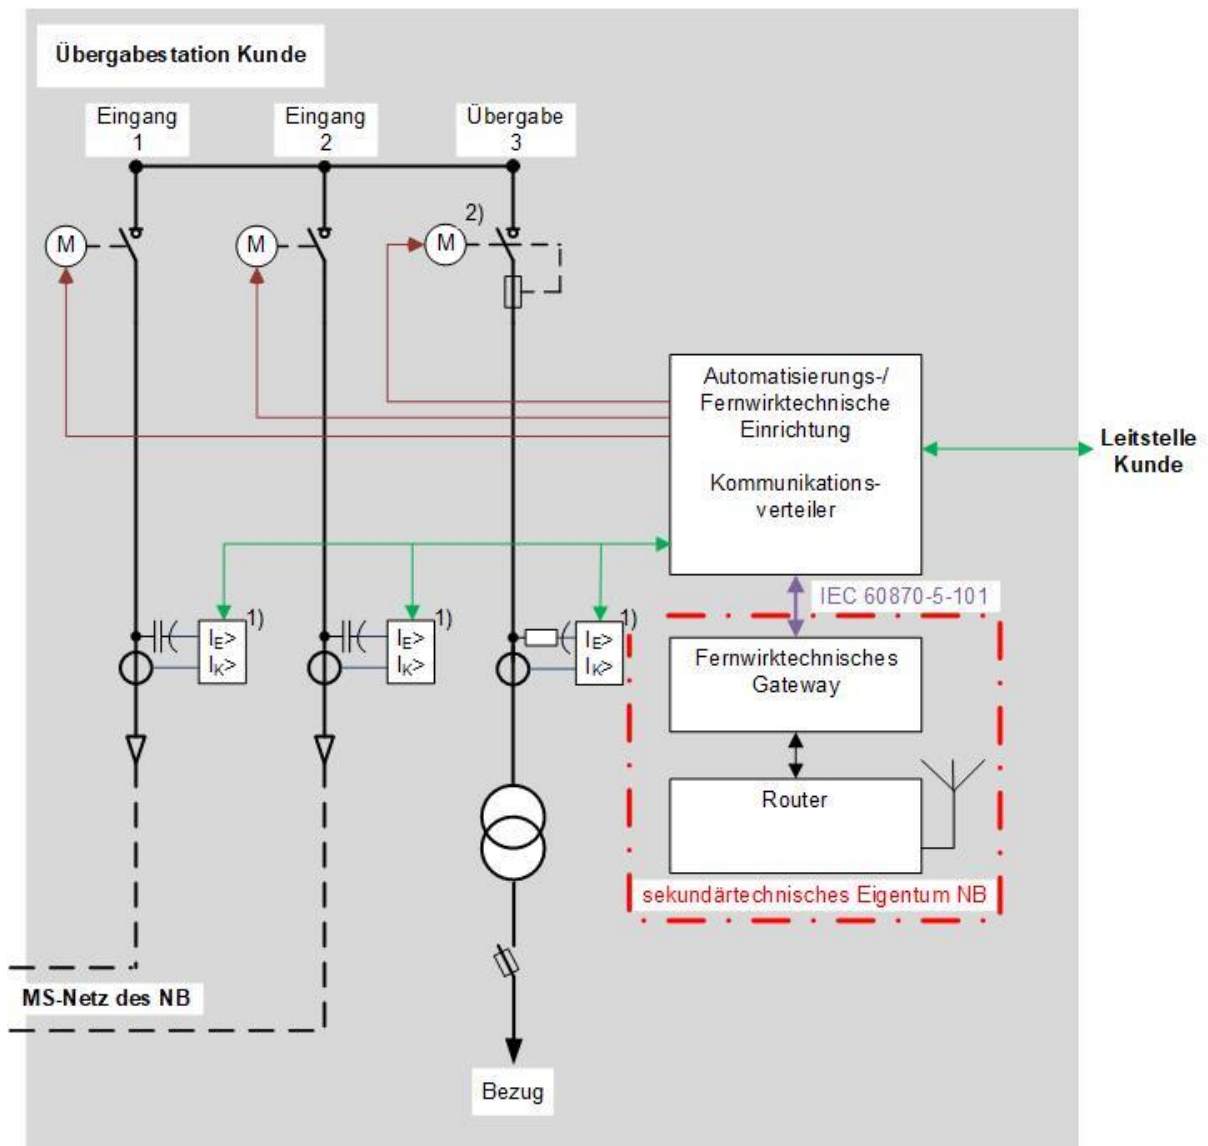 Übergabestation Kunde
Eingang
1
Eingang
2
Übergabe
3
2)
M
M
M
Automatisierungs-/
Fernwirktechnische
Einrichtung
Kommunikations-
verteiler
Leitstelle
Kunde
IEC 60870-5-101
1)
IE>
IK>
1)
IE>
IK>
1)
IE>
IK>
Fernwirktechnisches
Gateway
Router
sekundärtechnisches Eigentum NB
MS-Netz des NB
Bezug